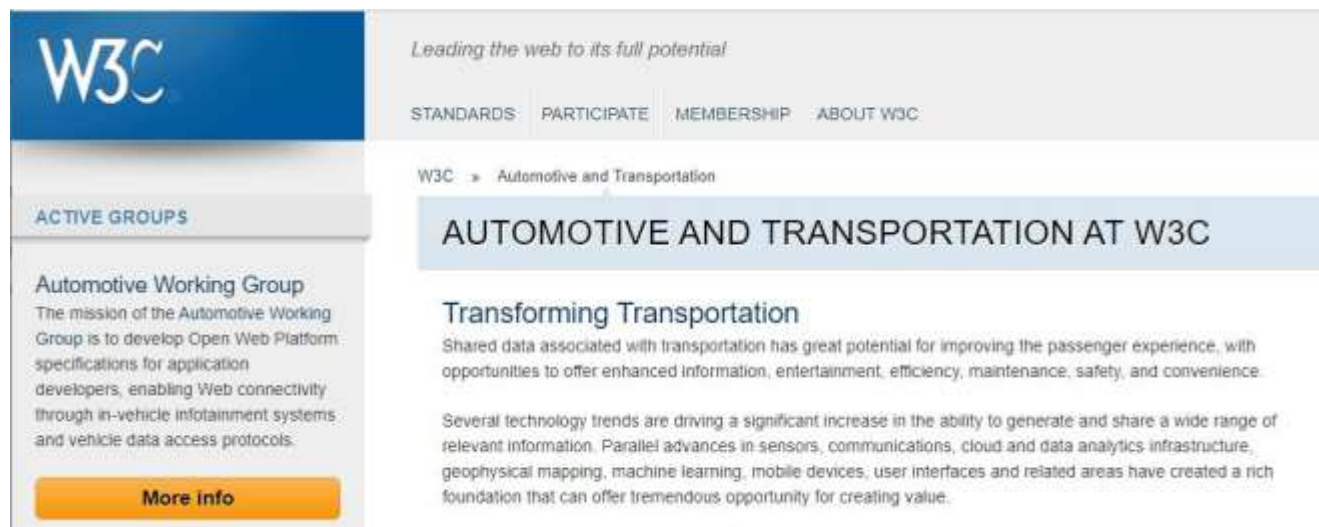 W3C
Leading the web to its full potential
STANDARDS PARTICIPATE MEMBERSHIP ABOUT W3C
W3C » Automotive and Transportation
ACTIVE GROUPS
Automotive Working Group
The mission of the Automotive Working
Group is to develop Open Web Platform
specifications for application
developers, enabling Web connectivity
through in-vehicle infotainment systems
and vehicle data access protocols.
More info
AUTOMOTIVE AND TRANSPORTATION AT W3C
Transforming Transportation
Shared data associated with transportation has great potential for improving the passenger experience, with
opportunities to offer enhanced information, entertainment, efficiency, maintenance, safety, and convenience.
Several technology trends are driving a significant increase in the ability to generate and share a wide range of
relevant information. Parallel advances in sensors, communications, cloud and data analytics infrastructure,
geophysical mapping, machine learning, mobile devices, user interfaces and related areas have created a rich
foundation that can offer tremendous opportunity for creating value.